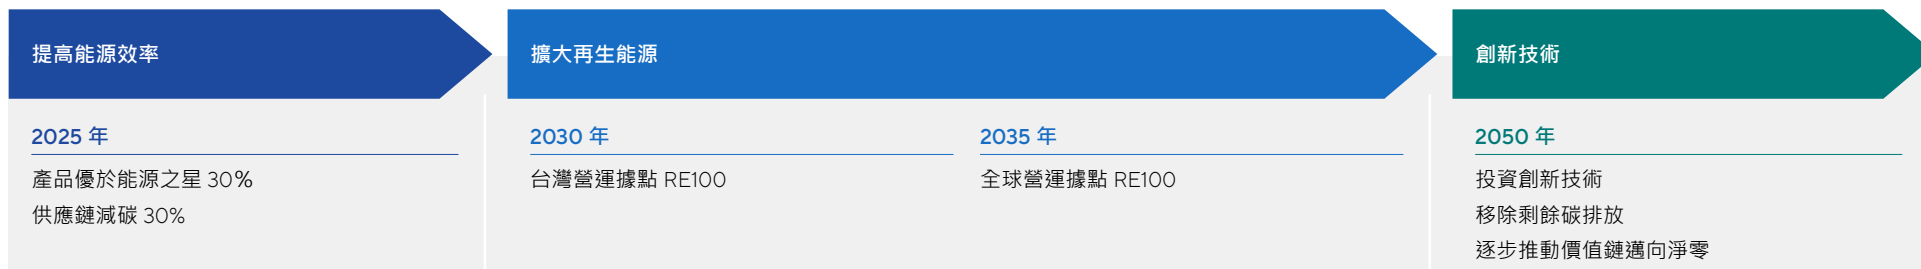 提高能源效率
擴大再生能源
創新技術
2025 年
產品優於能源之星 30%
供應鏈減碳 30%
2030 年
台灣營運據點 RE100
2035 年
全球營運據點 RE100
2050 年
投資創新技術
移除剩餘碳排放
逐步推動價值鏈邁向淨零